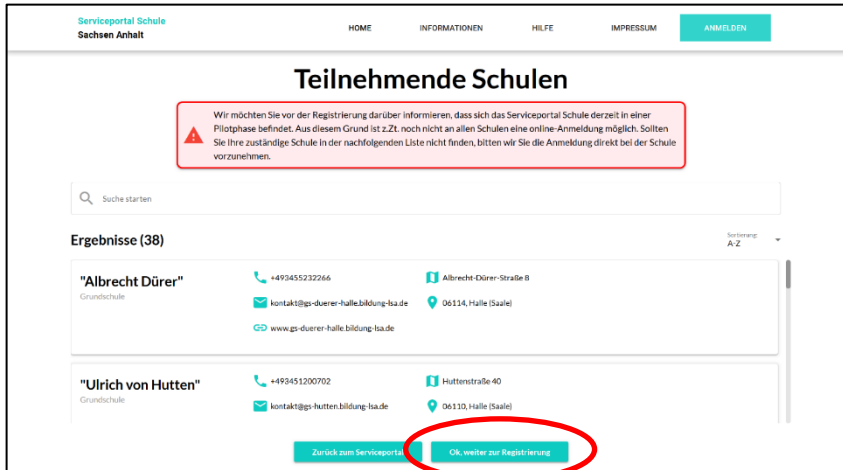 Serviceportal Schule
Sachsen Anhalt
HOME
INFORMATIONEN
HILFE
IMPRESSUM
ANMELDEN
Teilnehmende Schulen
Wir möchten Sie vor der Registrierung darüber informieren, dass sich das Serviceportal Schule derzeit in einer
Pilotphase befindet. Aus diesem Grund ist z.Zt. noch nicht an allen Schulen eine online-Anmeldung möglich. Sollten
Sie Ihre zuständige Schule in der nachfolgenden Liste nicht finden, bitten wir Sie die Anmeldung direkt bei der Schule
vorzunehmen.
Suche starten
Ergebnisse (38)
Sortierung:
A-Z
"Albrecht Dürer"
Grundschule
+493455232266
Albrecht-Dürer-Straße 8
kontakt@gs-duerer-halle.bildung-lsa.de
06114, Halle (Saale)
www.gs-duerer-halle.bildung-lsa.de
"Ulrich von Hutten"
Grundschule
+493451200702
Huttenstraße 40
kontakt@gs-hutten.bildung-lsa.de
06110, Halle (Saale)
Zurück zum Serviceportal
Ok, weiter zur Registrierung